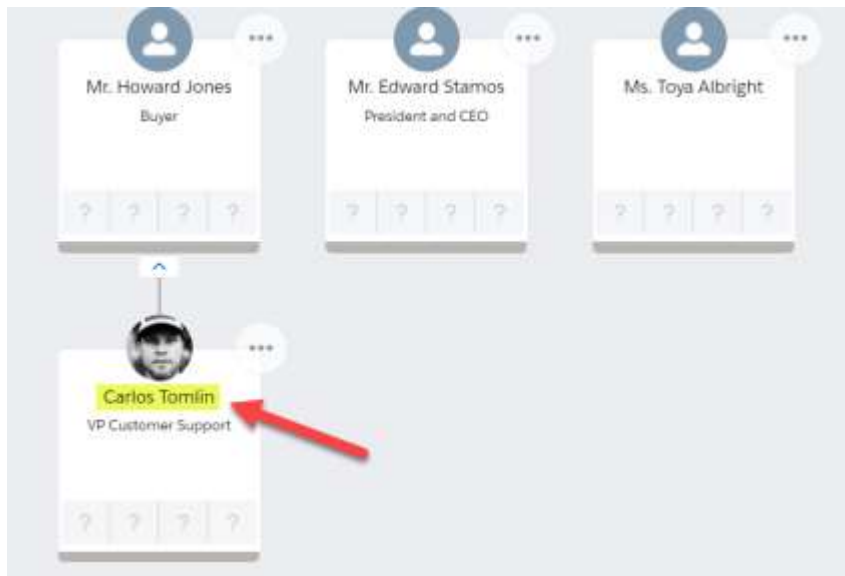 Mr. Howard Jones
Buyer
? ? ? ?
Mr. Edward Stamos
President and CEO
? ? ? ?
Ms. Toya Albright
? ? ? ?
Carlos Tomlin
VP Customer Support
? ? ? ?